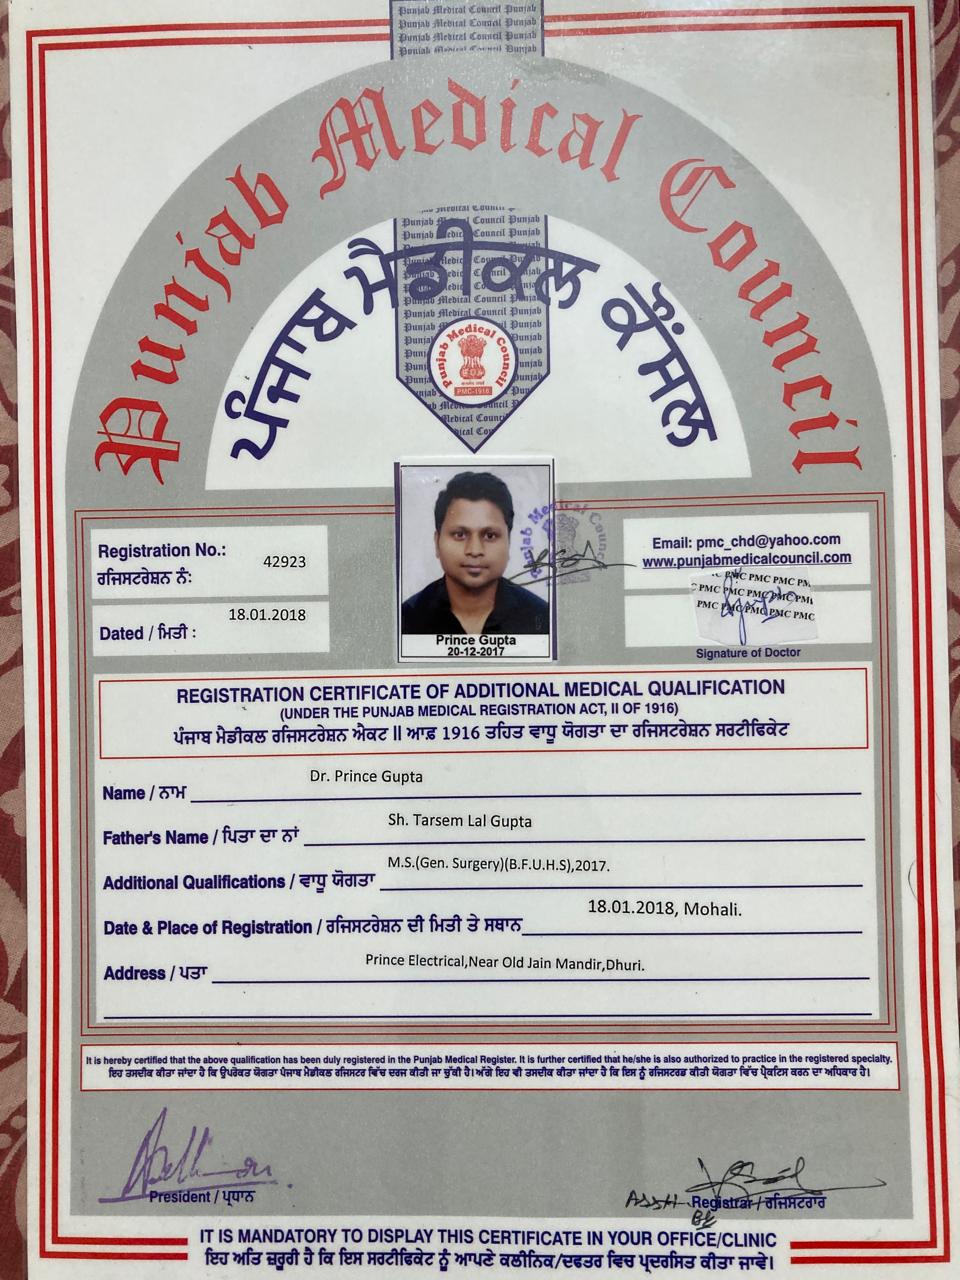 Punjab Medical Council Punjab
Punjab Medical Council Punjab
Punjab Medical Council Punjab
Punjab Medical Council Punjab
Punjab Medical Council
ਪੰਜਾਬ ਮੈਡੀਕਲ ਕੌਂਸਲ
Punjab Medical Council
PMC-1916
Registration No.: 42923
ਰਜਿਸਟਰੇਸ਼ਨ ਨੰ:
Dated / ਮਿਤੀ : 18.01.2018
Prince Gupta
20-12-2017
Punjab Medical Council
Email: pmc_chd@yahoo.com
www.punjabmedicalcouncil.com
PMC PMC PMC
PMC PMC PMC PMC PMC
PMC PMC PMC PMC PMC
Signature of Doctor
REGISTRATION CERTIFICATE OF ADDITIONAL MEDICAL QUALIFICATION
(UNDER THE PUNJAB MEDICAL REGISTRATION ACT, II OF 1916)
ਪੰਜਾਬ ਮੈਡੀਕਲ ਰਜਿਸਟਰੇਸ਼ਨ ਐਕਟ II ਆਫ਼ 1916 ਤਹਿਤ ਵਾਧੂ ਯੋਗਤਾ ਦਾ ਰਜਿਸਟਰੇਸ਼ਨ ਸਰਟੀਫਿਕੇਟ
Name / ਨਾਮ Dr. Prince Gupta
Father's Name / ਪਿਤਾ ਦਾ ਨਾਂ Sh. Tarsem Lal Gupta
Additional Qualifications / ਵਾਧੂ ਯੋਗਤਾ M.S.(Gen. Surgery)(B.F.U.H.S),2017.
Date & Place of Registration / ਰਜਿਸਟਰੇਸ਼ਨ ਦੀ ਮਿਤੀ ਤੇ ਸਥਾਨ 18.01.2018, Mohali.
Address / ਪਤਾ Prince Electrical,Near Old Jain Mandir,Dhuri.
It is hereby certified that the above qualification has been duly registered in the Punjab Medical Register. It is further certified that he/she is also authorized to practice in the registered specialty.
ਇਹ ਤਸਦੀਕ ਕੀਤਾ ਜਾਂਦਾ ਹੈ ਕਿ ਉਪਰੋਕਤ ਯੋਗਤਾ ਪੰਜਾਬ ਮੈਡੀਕਲ ਰਜਿਸਟਰ ਵਿੱਚ ਦਰਜ ਕੀਤੀ ਜਾ ਚੁੱਕੀ ਹੈ। ਅੱਗੇ ਇਹ ਵੀ ਤਸਦੀਕ ਕੀਤਾ ਜਾਂਦਾ ਹੈ ਕਿ ਇਸ ਨੂੰ ਰਜਿਸਟਰਡ ਕੀਤੀ ਯੋਗਤਾ ਵਿੱਚ ਪ੍ਰੈਕਟਿਸ ਕਰਨ ਦਾ ਅਧਿਕਾਰ ਹੈ।
President / ਪ੍ਰਧਾਨ
Registrar / ਰਜਿਸਟਰਾਰ
IT IS MANDATORY TO DISPLAY THIS CERTIFICATE IN YOUR OFFICE/CLINIC
ਇਹ ਅਤਿ ਜ਼ਰੂਰੀ ਹੈ ਕਿ ਇਸ ਸਰਟੀਫਿਕੇਟ ਨੂੰ ਆਪਣੇ ਕਲੀਨਿਕ/ਦਫਤਰ ਵਿਚ ਪ੍ਰਦਰਸਿਤ ਕੀਤਾ ਜਾਵੇ।